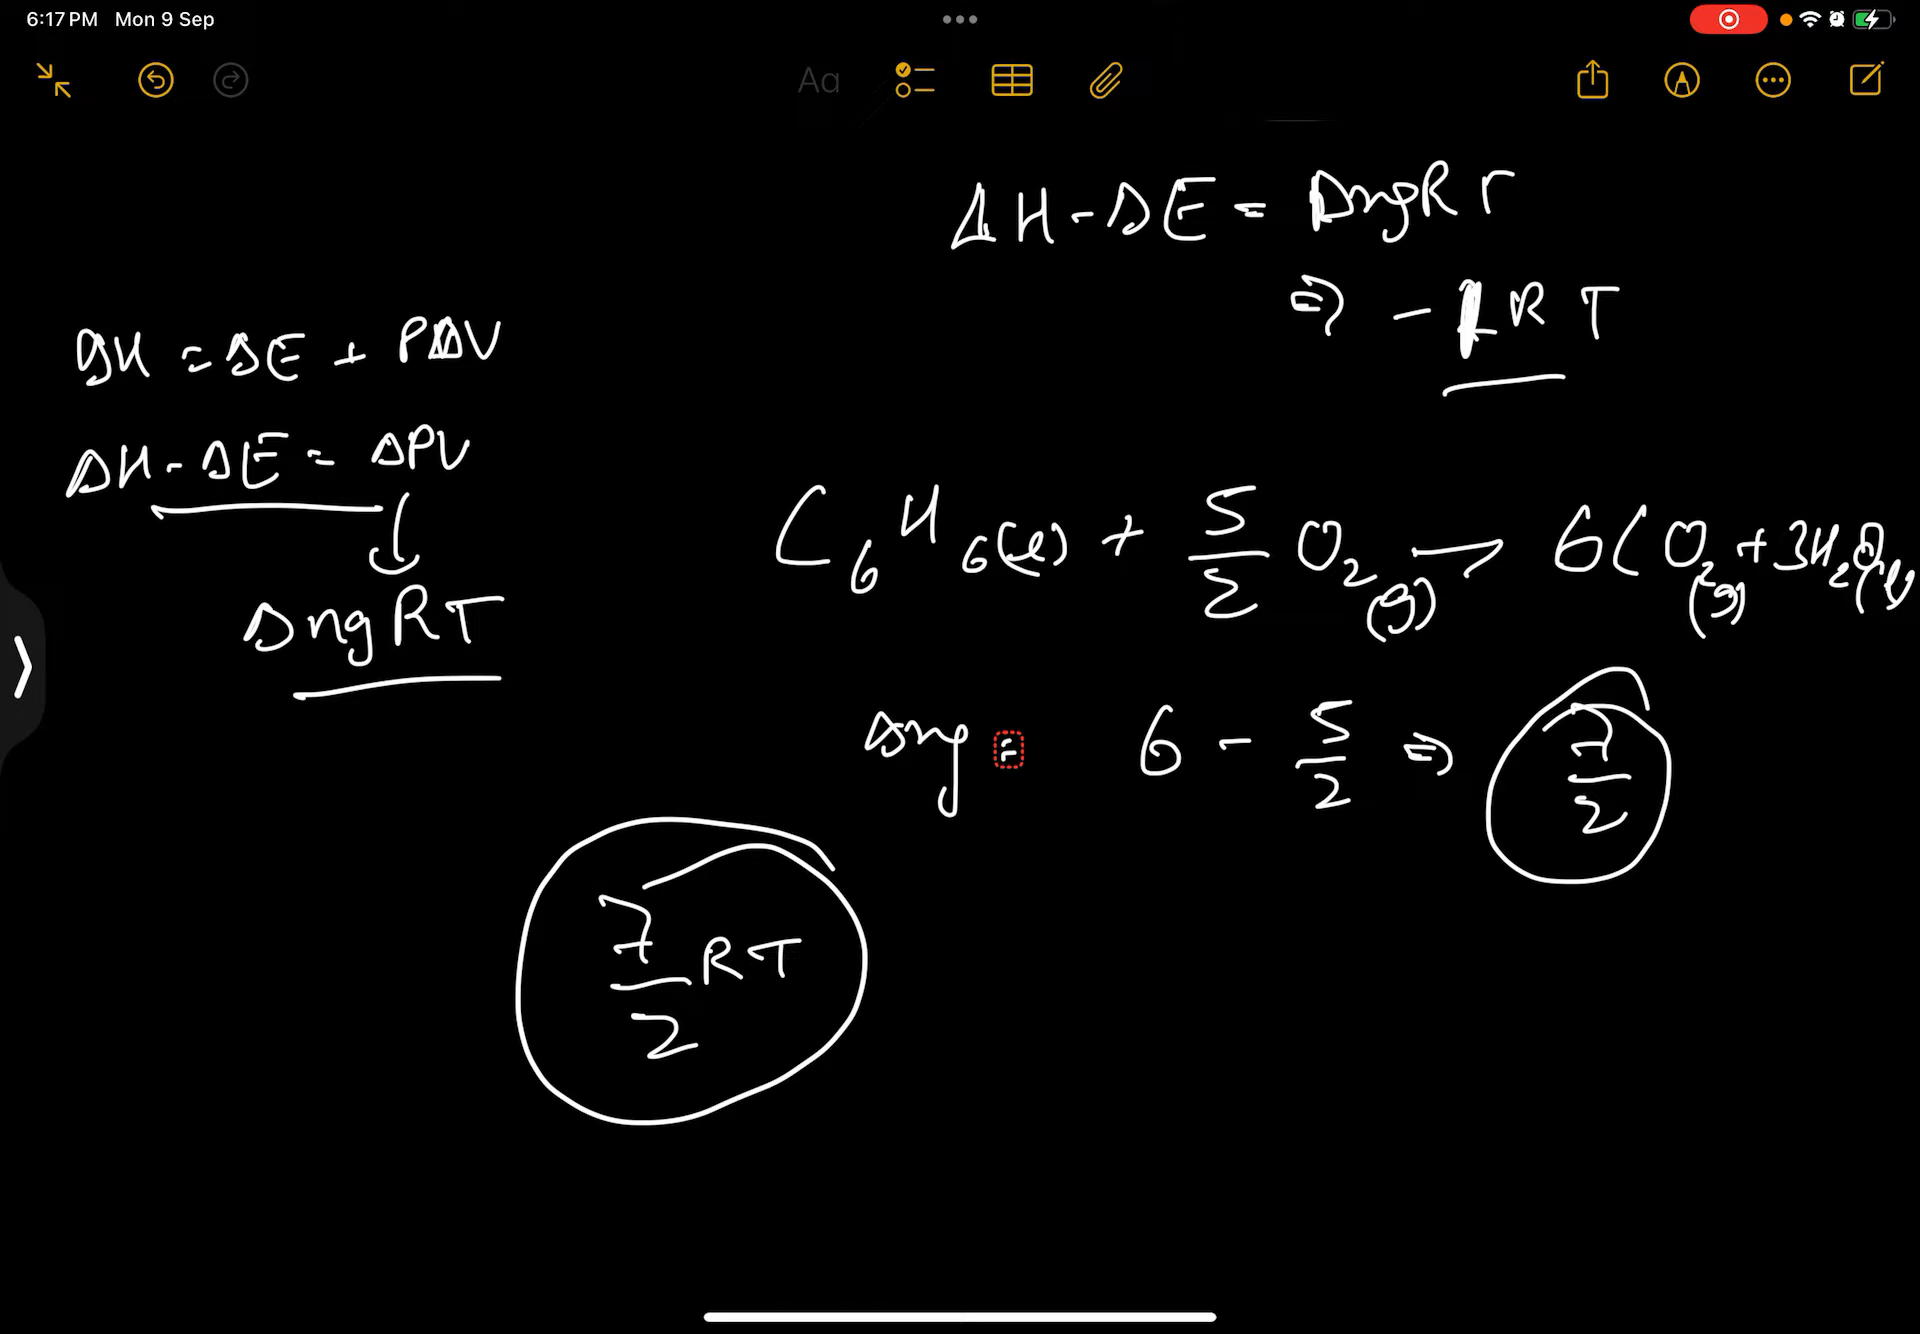 6:17 PM Mon 9 Sep
Aa
ΔH - ΔE = ΔngRT
⇒ - 1RT
ΔH = ΔE + PΔV
ΔH - ΔE = ΔPV
ΔngRT
C6H6(l) + 5/2 O2(g) → 6CO2(g) + 3H2O(l)
Δng = 6 - 5/2 ⇒ 7/2
7/2 RT